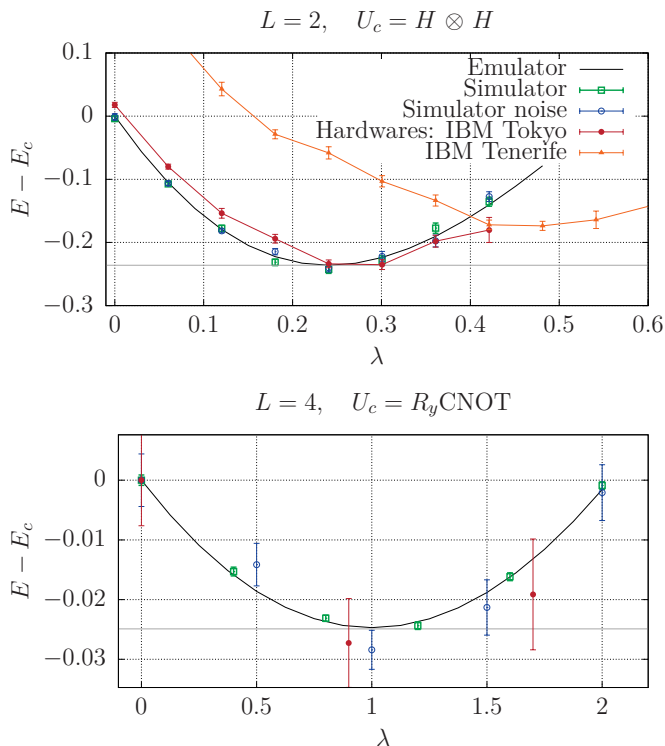 L = 2, U_c = H ⊗ H
0.1
0
−0.1
−0.2
−0.3
E − E_c
Emulator
Simulator
Simulator noise
Hardwares: IBM Tokyo
IBM Tenerife
0 0.1 0.2 0.3 0.4 0.5 0.6
λ
L = 4, U_c = R_yCNOT
0
−0.01
−0.02
−0.03
E − E_c
0 0.5 1 1.5 2
λ